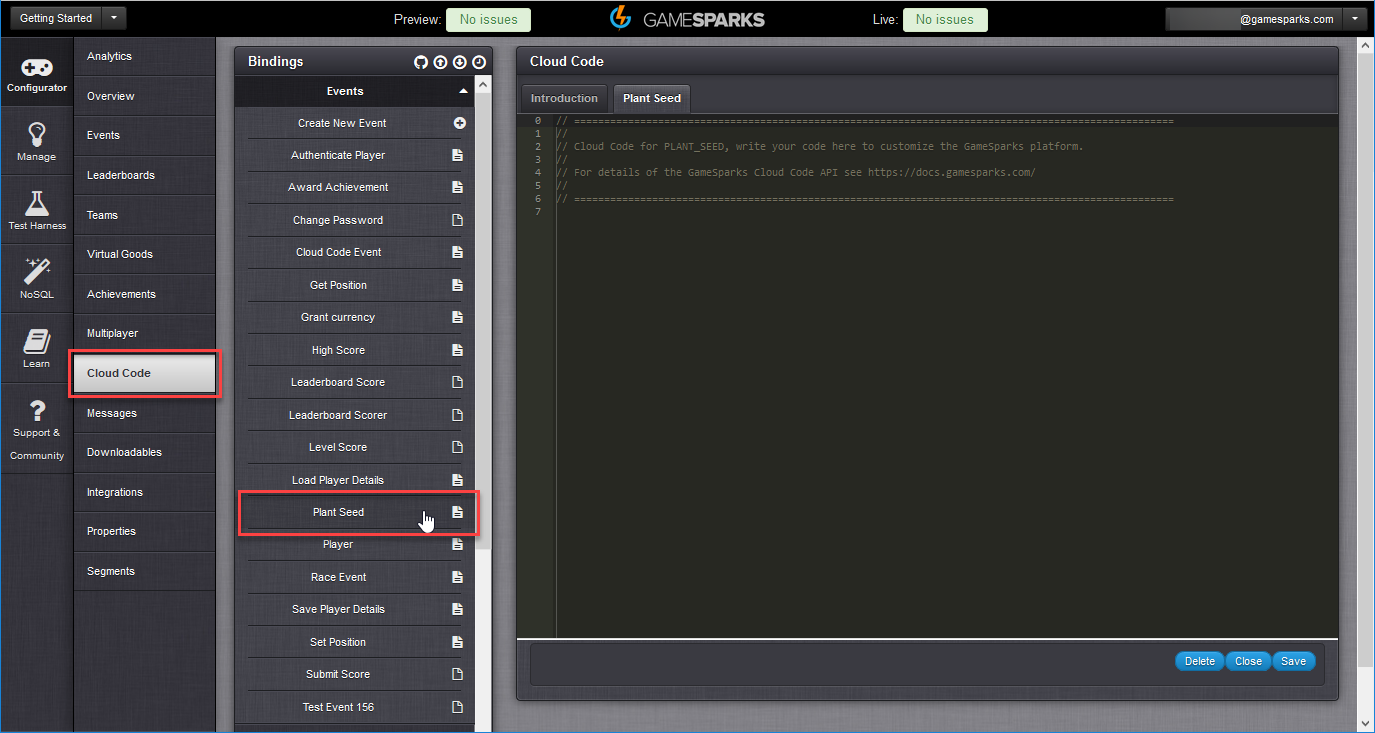 Getting Started
Preview: No issues
GAMESPARKS
Live: No issues
@gamesparks.com
Configurator
Manage
Test Harness
NoSQL
Learn
?
Support &
Community
Analytics
Overview
Events
Leaderboards
Teams
Virtual Goods
Achievements
Multiplayer
Cloud Code
Messages
Downloadables
Integrations
Properties
Segments
Bindings
Events
Create New Event
Authenticate Player
Award Achievement
Change Password
Cloud Code Event
Get Position
Grant currency
High Score
Leaderboard Score
Leaderboard Scorer
Level Score
Load Player Details
Plant Seed
Player
Race Event
Save Player Details
Set Position
Submit Score
Test Event 156
Cloud Code
Introduction Plant Seed
0 // ====================================================================================================
1 //
2 // Cloud Code for PLANT_SEED, write your code here to customize the GameSparks platform.
3 //
4 // For details of the GameSparks Cloud Code API see https://docs.gamesparks.com/
5 //
6 // ====================================================================================================
7
Delete Close Save